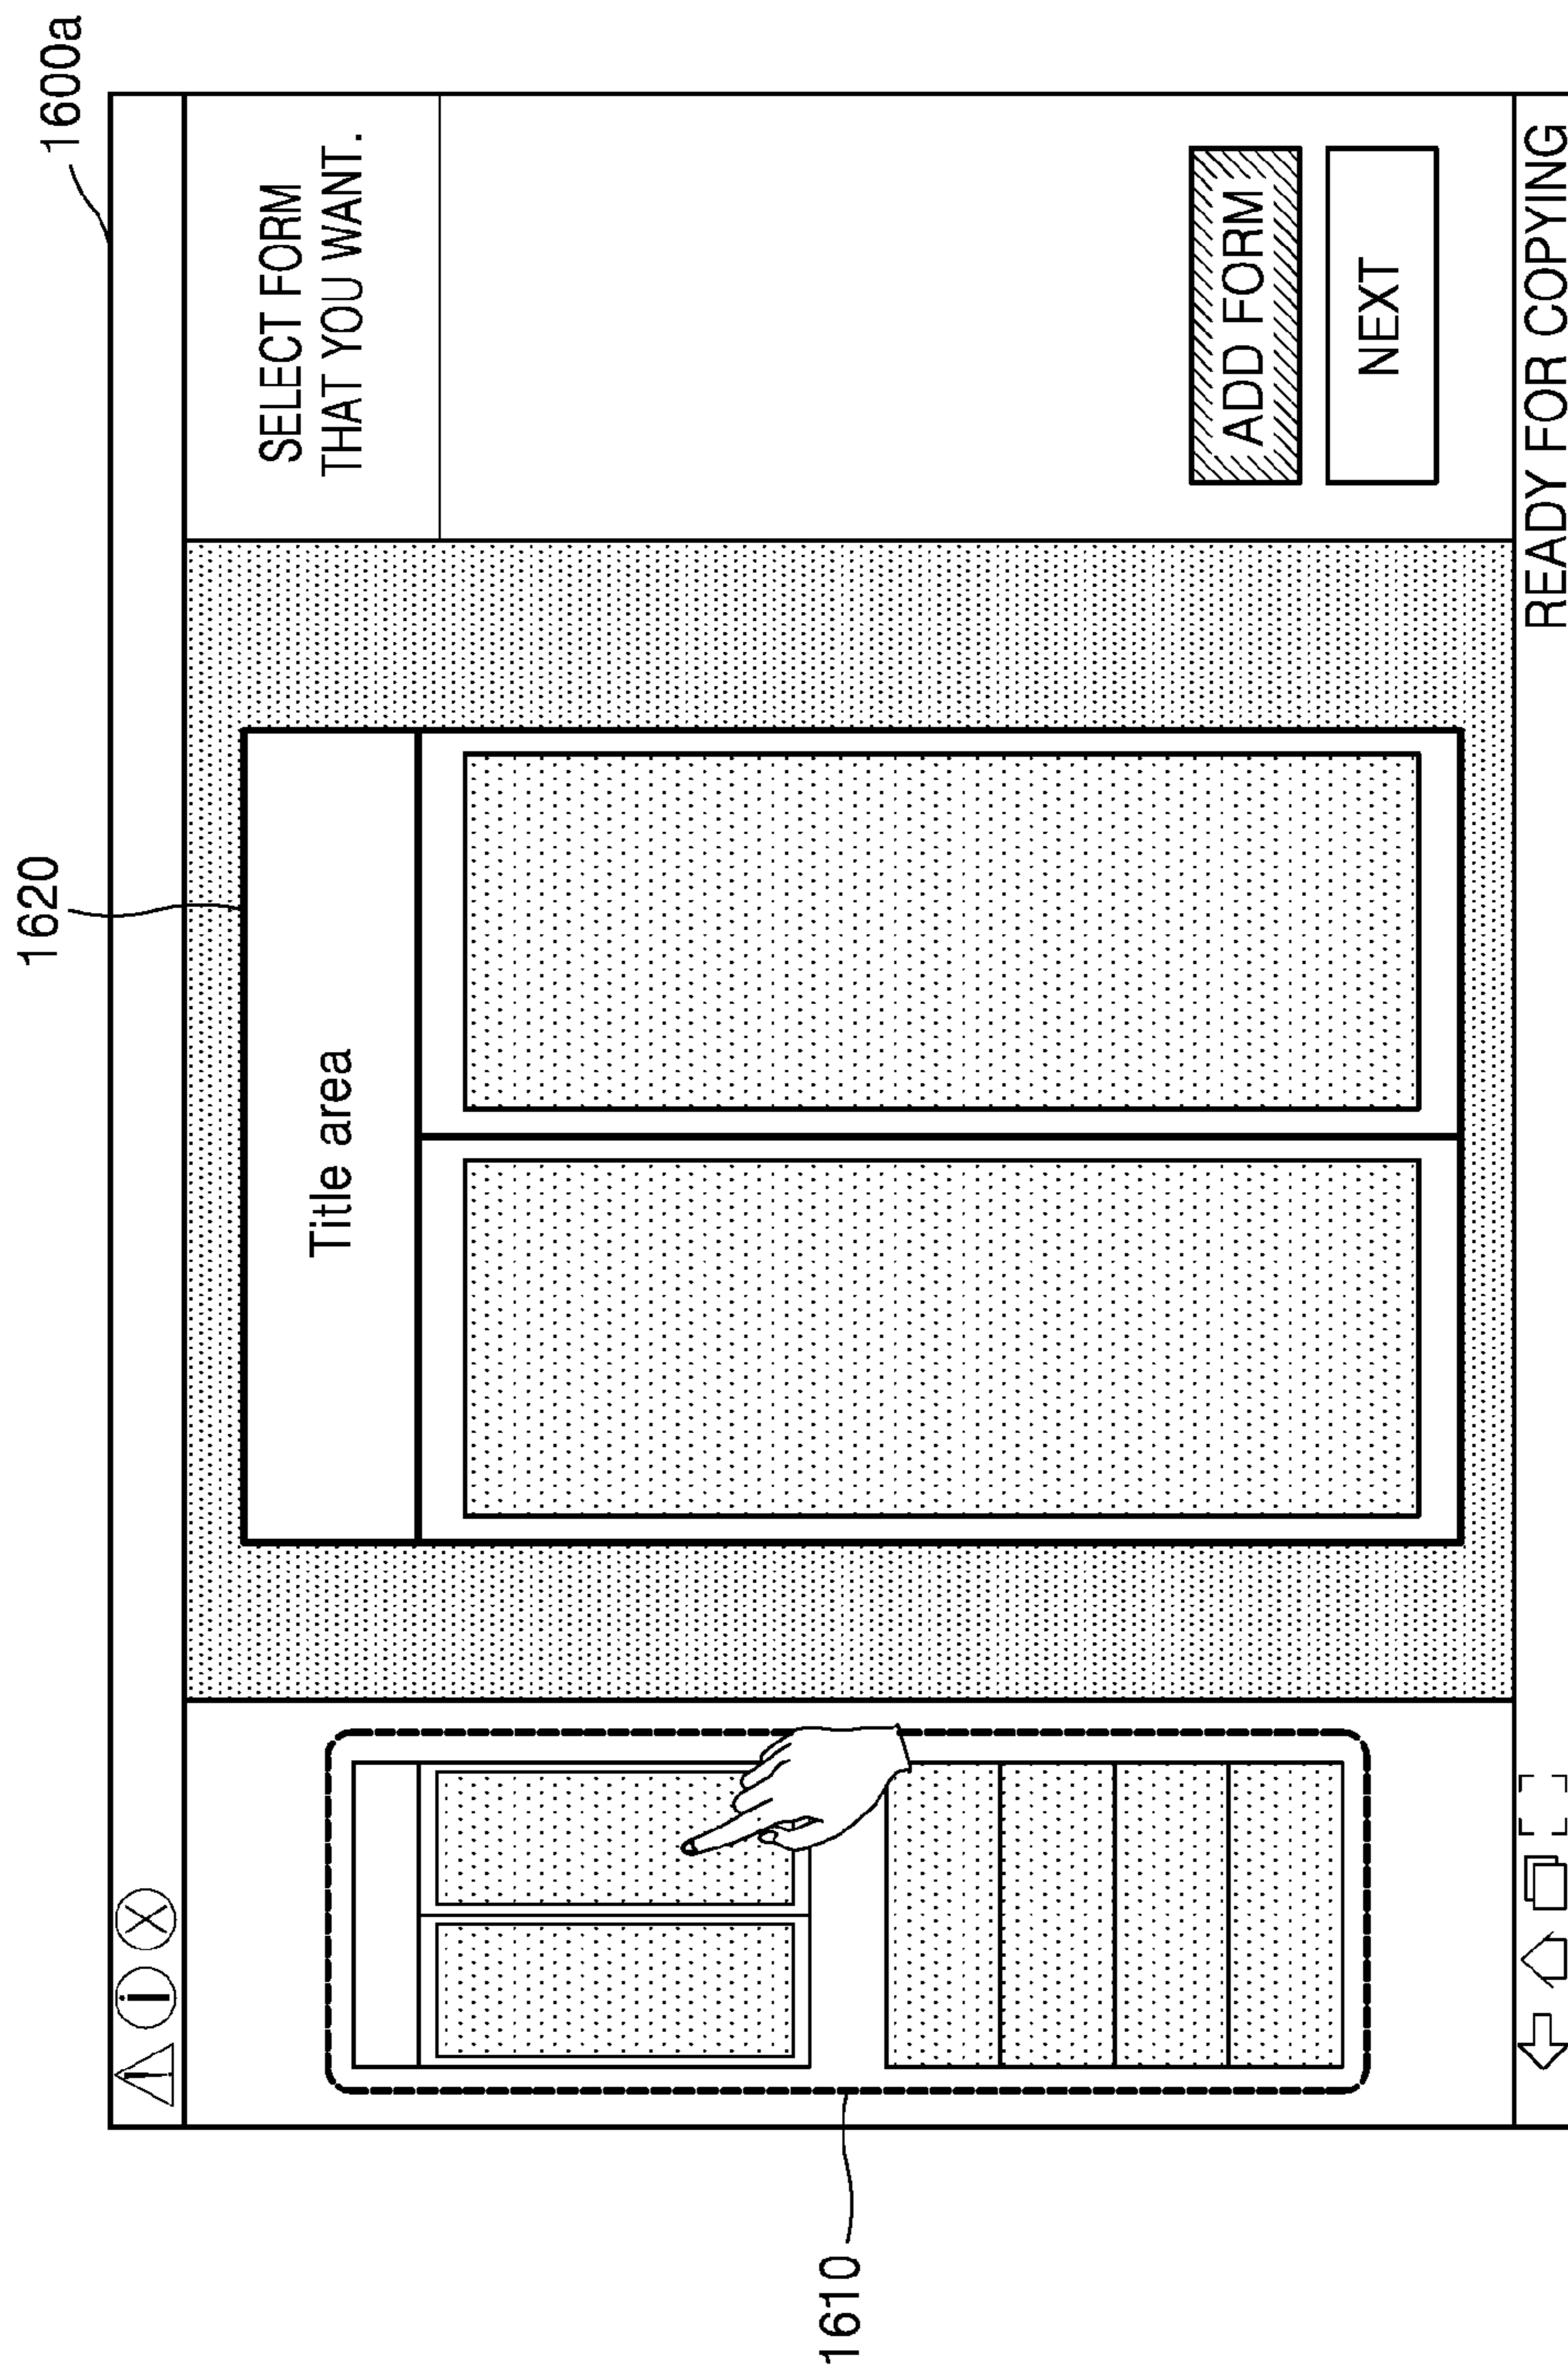 1600a
1620
SELECT FORM
THAT YOU WANT.
Title area
1610
ADD FORM
NEXT
READY FOR COPYING